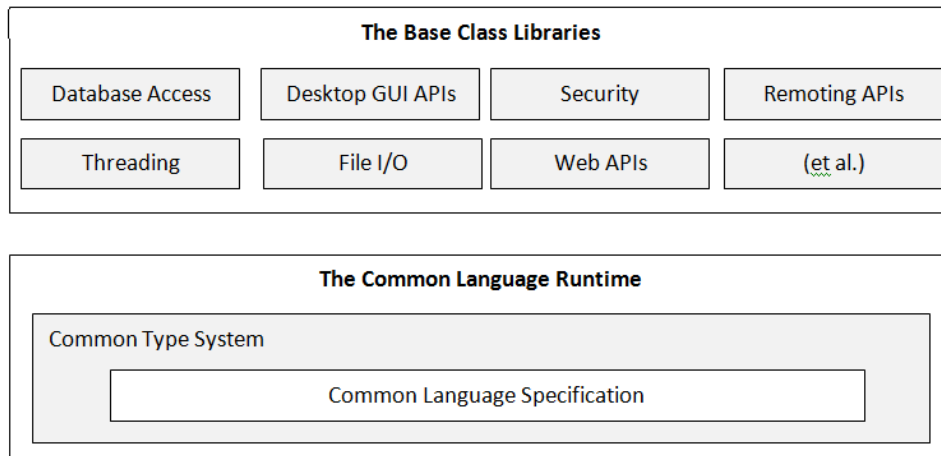 The Base Class Libraries
Database Access
Desktop GUI APIs
Security
Remoting APIs
Threading
File I/O
Web APIs
(et al.)
The Common Language Runtime
Common Type System
Common Language Specification